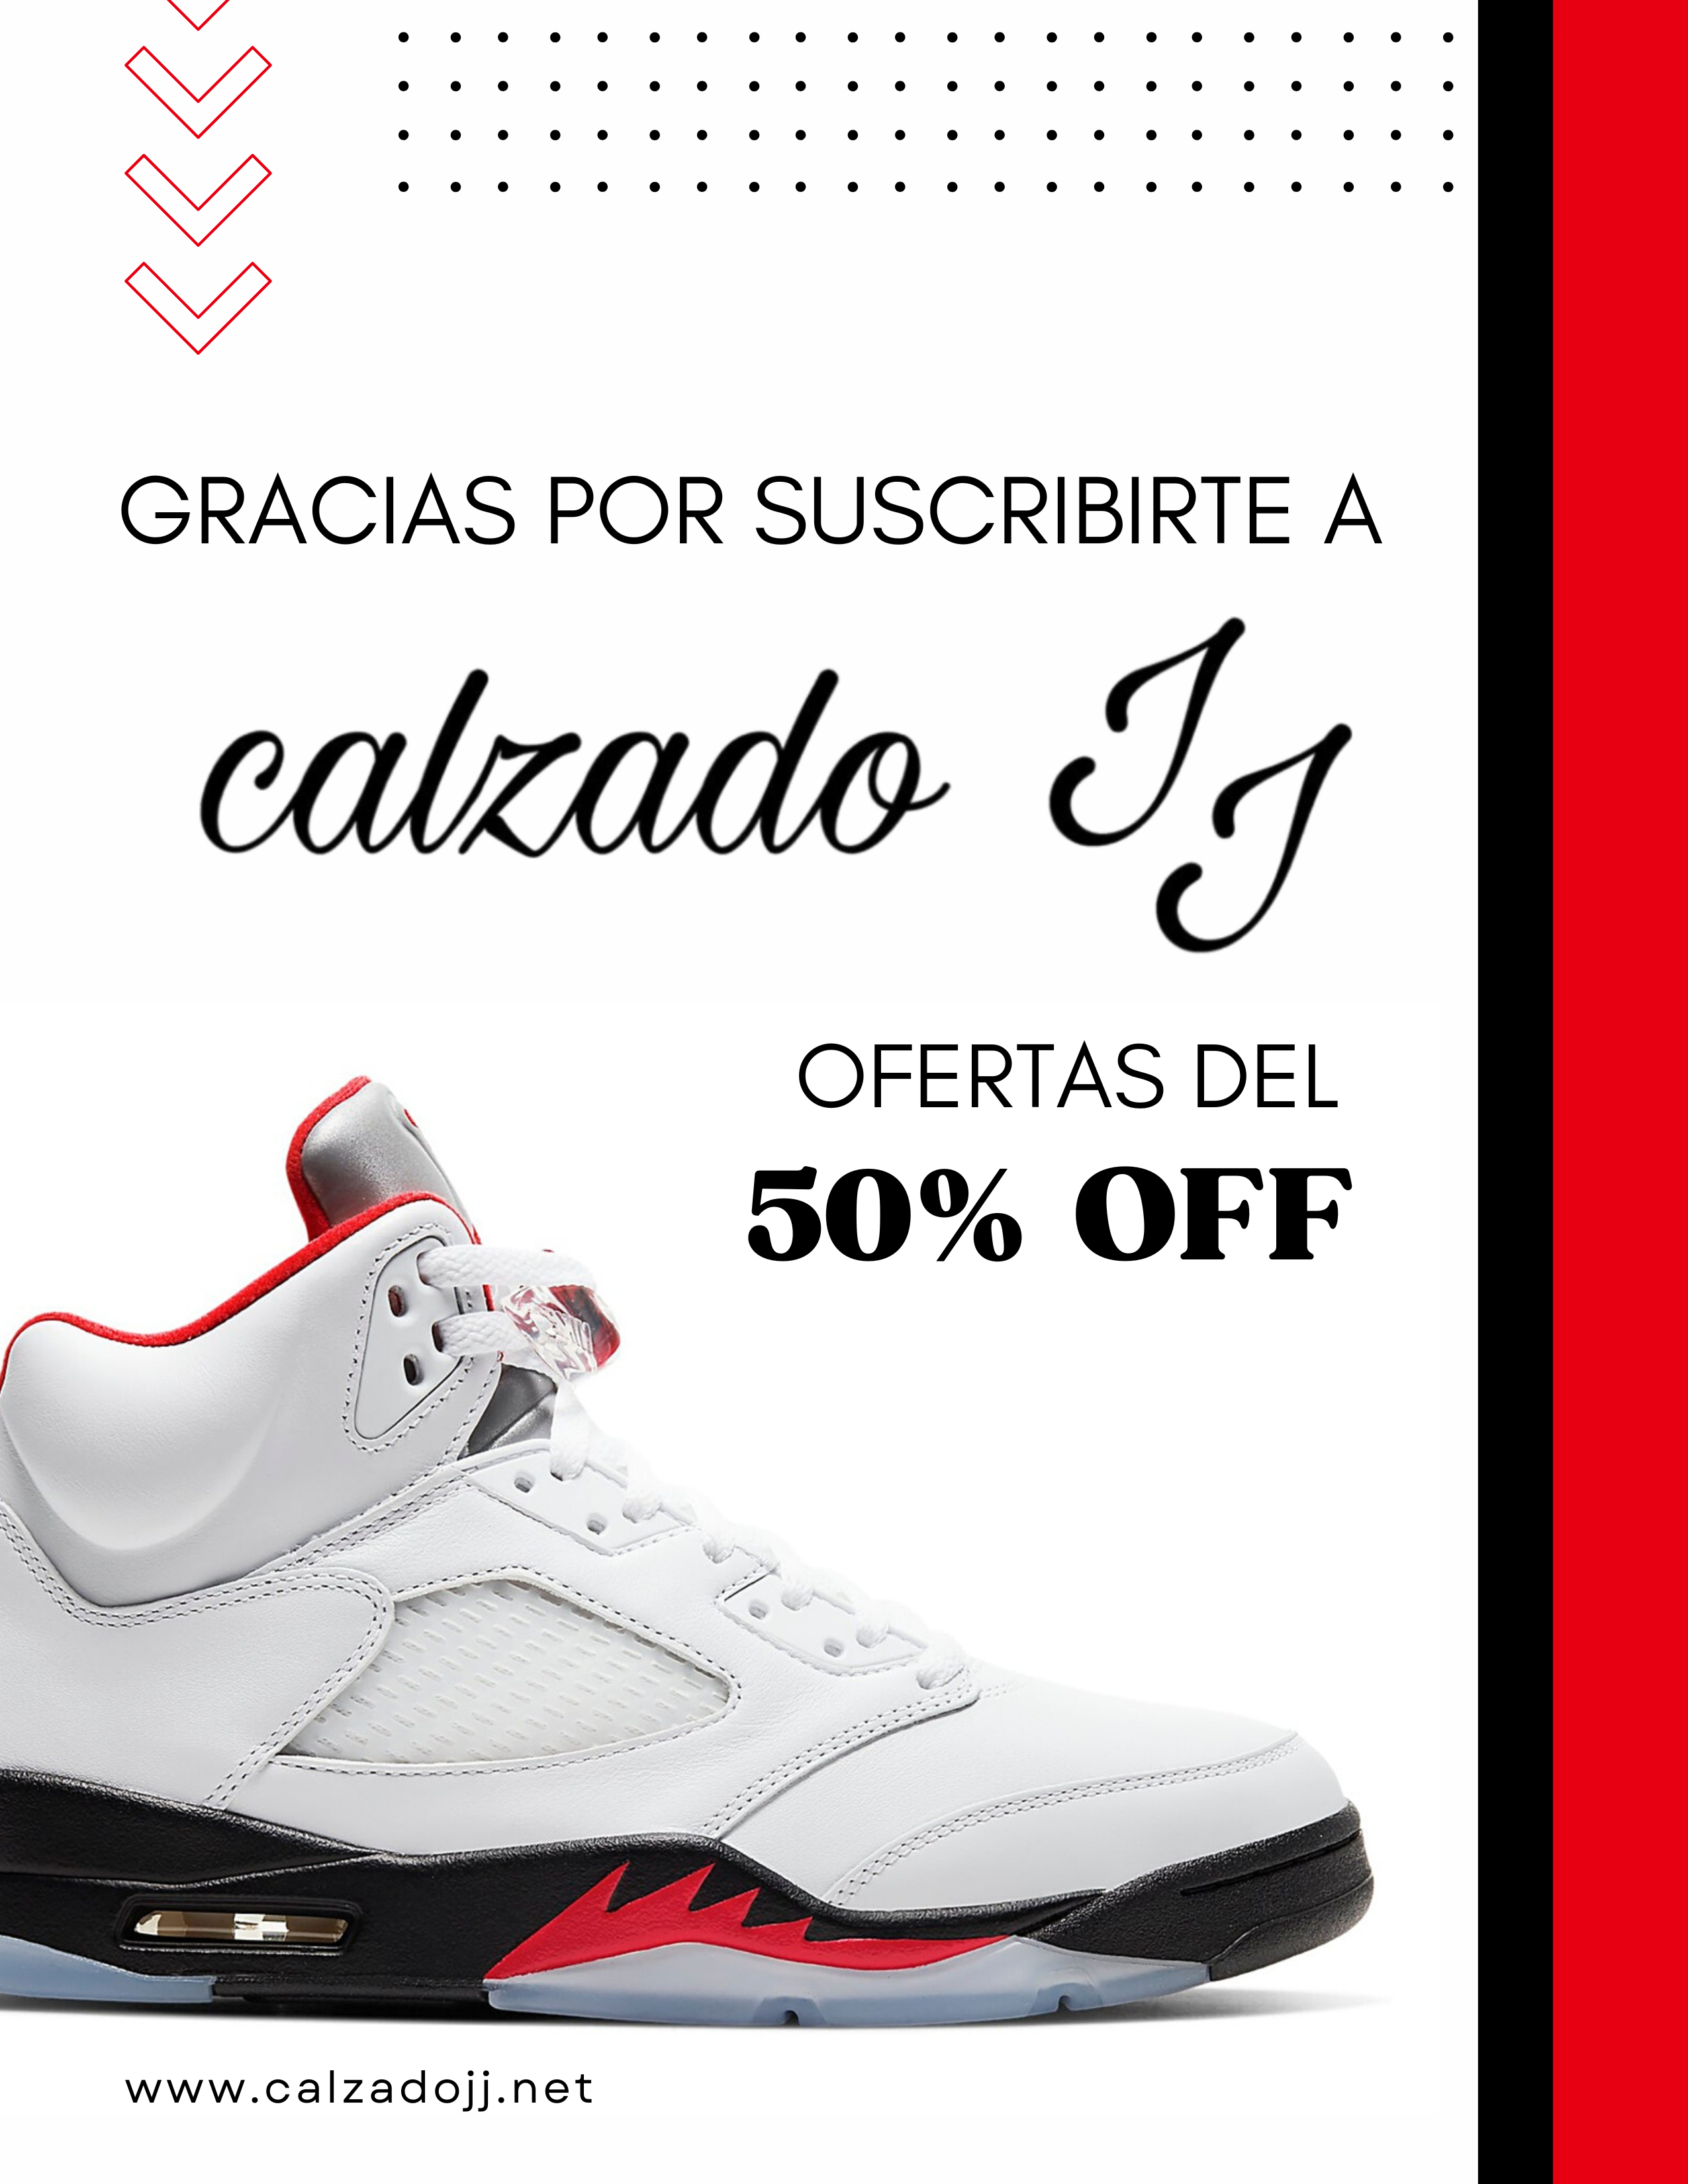 GRACIAS POR SUSCRIBIRTE A
calzado JJ
OFERTAS DEL
50% OFF
www.calzadojj.net